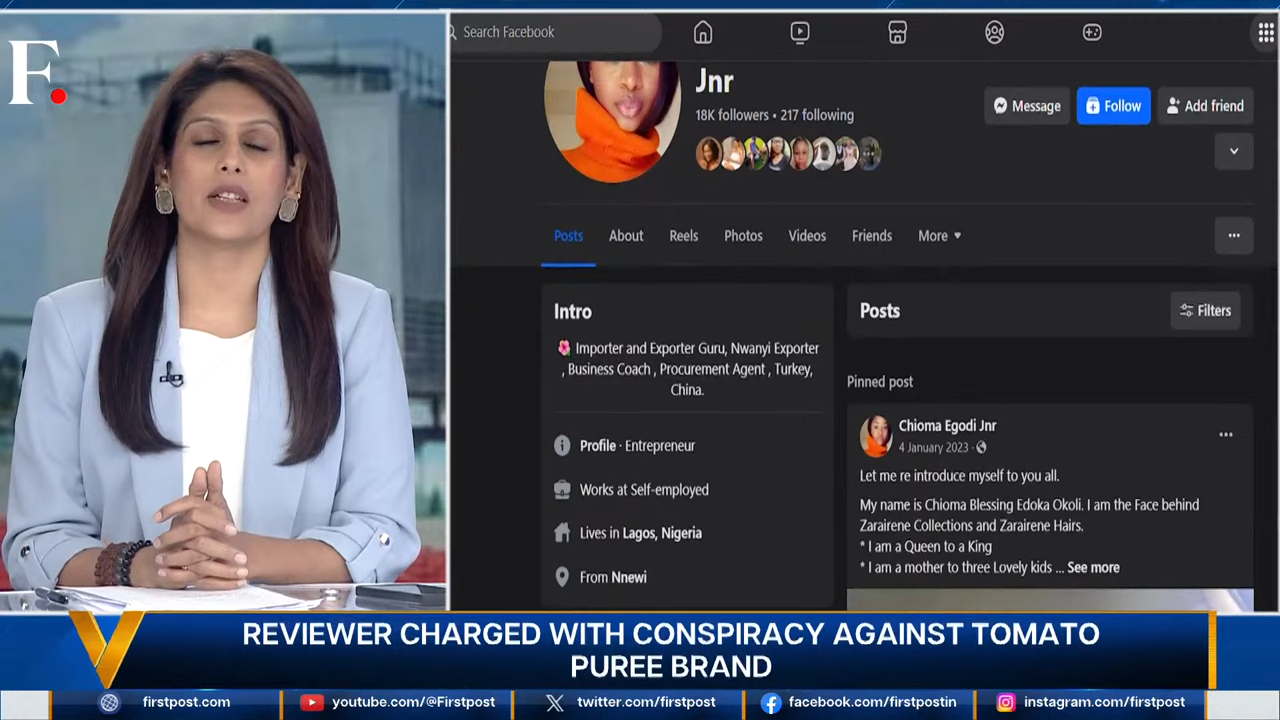 F.
Search Facebook
Jnr
18K followers • 217 following
Message
Follow
Add friend
Posts
About
Reels
Photos
Videos
Friends
More
Intro
🌺 Importer and Exporter Guru, Nwanyi Exporter
, Business Coach , Procurement Agent , Turkey,
China.
Profile · Entrepreneur
Works at Self-employed
Lives in Lagos, Nigeria
From Nnewi
Posts
Filters
Pinned post
Chioma Egodi Jnr
4 January 2023 ·
Let me re introduce myself to you all.
My name is Chioma Blessing Edoka Okoli. I am the Face behind
Zarairene Collections and Zarairene Hairs.
* I am a Queen to a King
* I am a mother to three Lovely kids ... See more
REVIEWER CHARGED WITH CONSPIRACY AGAINST TOMATO
PUREE BRAND
firstpost.com
youtube.com/@Firstpost
twitter.com/firstpost
facebook.com/firstpostin
instagram.com/firstpost